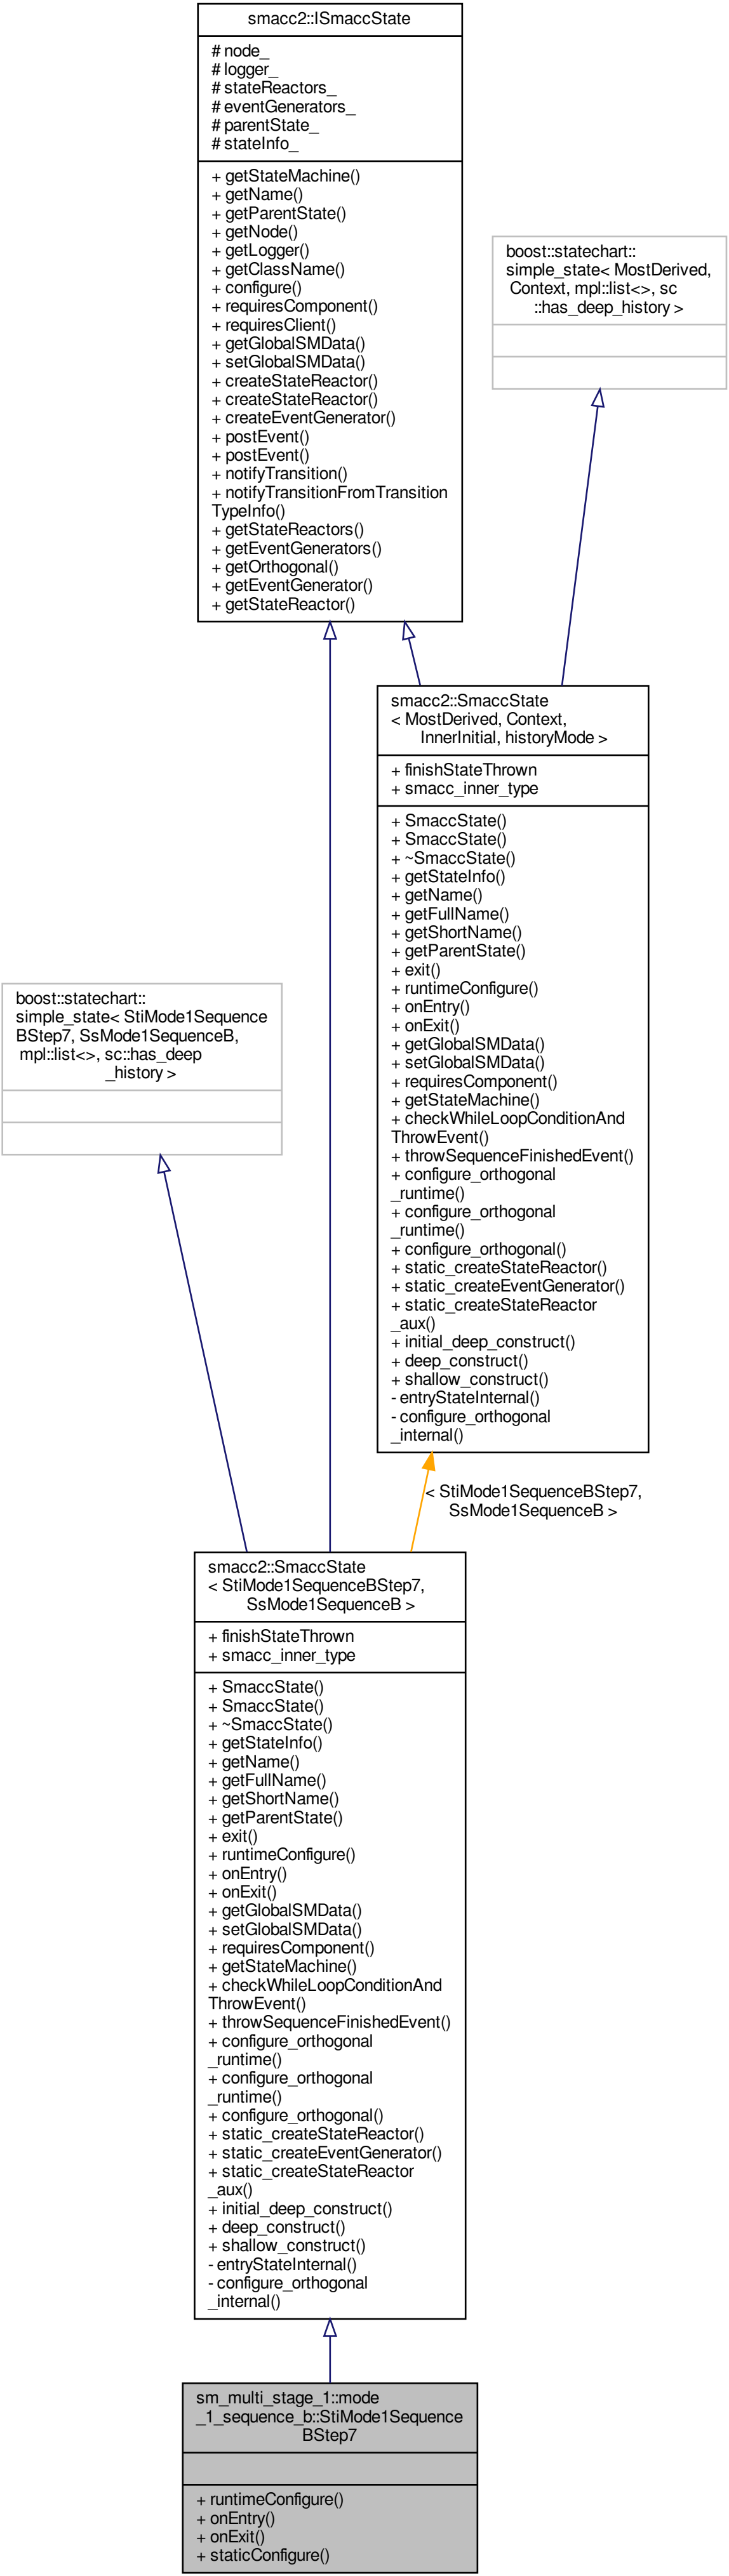 smacc2::ISmaccState
# node_
# logger_
# stateReactors_
# eventGenerators_
# parentState_
# stateInfo_
+ getStateMachine()
+ getName()
+ getParentState()
+ getNode()
+ getLogger()
+ getClassName()
+ configure()
+ requiresComponent()
+ requiresClient()
+ getGlobalSMData()
+ setGlobalSMData()
+ createStateReactor()
+ createStateReactor()
+ createEventGenerator()
+ postEvent()
+ postEvent()
+ notifyTransition()
+ notifyTransitionFromTransition
TypeInfo()
+ getStateReactors()
+ getEventGenerators()
+ getOrthogonal()
+ getEventGenerator()
+ getStateReactor()
boost::statechart::
simple_state< MostDerived,
Context, mpl::list<>, sc
::has_deep_history >
smacc2::SmaccState
< MostDerived, Context,
InnerInitial, historyMode >
+ finishStateThrown
+ smacc_inner_type
+ SmaccState()
+ SmaccState()
+ ~SmaccState()
+ getStateInfo()
+ getName()
+ getFullName()
+ getShortName()
+ getParentState()
+ exit()
+ runtimeConfigure()
+ onEntry()
+ onExit()
+ getGlobalSMData()
+ setGlobalSMData()
+ requiresComponent()
+ getStateMachine()
+ checkWhileLoopConditionAnd
ThrowEvent()
+ throwSequenceFinishedEvent()
+ configure_orthogonal
_runtime()
+ configure_orthogonal
_runtime()
+ configure_orthogonal()
+ static_createStateReactor()
+ static_createEventGenerator()
+ static_createStateReactor
_aux()
+ initial_deep_construct()
+ deep_construct()
+ shallow_construct()
- entryStateInternal()
- configure_orthogonal
_internal()
boost::statechart::
simple_state< StiMode1Sequence
BStep7, SsMode1SequenceB,
mpl::list<>, sc::has_deep
_history >
< StiMode1SequenceBStep7,
SsMode1SequenceB >
smacc2::SmaccState
< StiMode1SequenceBStep7,
SsMode1SequenceB >
+ finishStateThrown
+ smacc_inner_type
+ SmaccState()
+ SmaccState()
+ ~SmaccState()
+ getStateInfo()
+ getName()
+ getFullName()
+ getShortName()
+ getParentState()
+ exit()
+ runtimeConfigure()
+ onEntry()
+ onExit()
+ getGlobalSMData()
+ setGlobalSMData()
+ requiresComponent()
+ getStateMachine()
+ checkWhileLoopConditionAnd
ThrowEvent()
+ throwSequenceFinishedEvent()
+ configure_orthogonal
_runtime()
+ configure_orthogonal
_runtime()
+ configure_orthogonal()
+ static_createStateReactor()
+ static_createEventGenerator()
+ static_createStateReactor
_aux()
+ initial_deep_construct()
+ deep_construct()
+ shallow_construct()
- entryStateInternal()
- configure_orthogonal
_internal()
sm_multi_stage_1::mode
_1_sequence_b::StiMode1Sequence
BStep7
+ runtimeConfigure()
+ onEntry()
+ onExit()
+ staticConfigure()